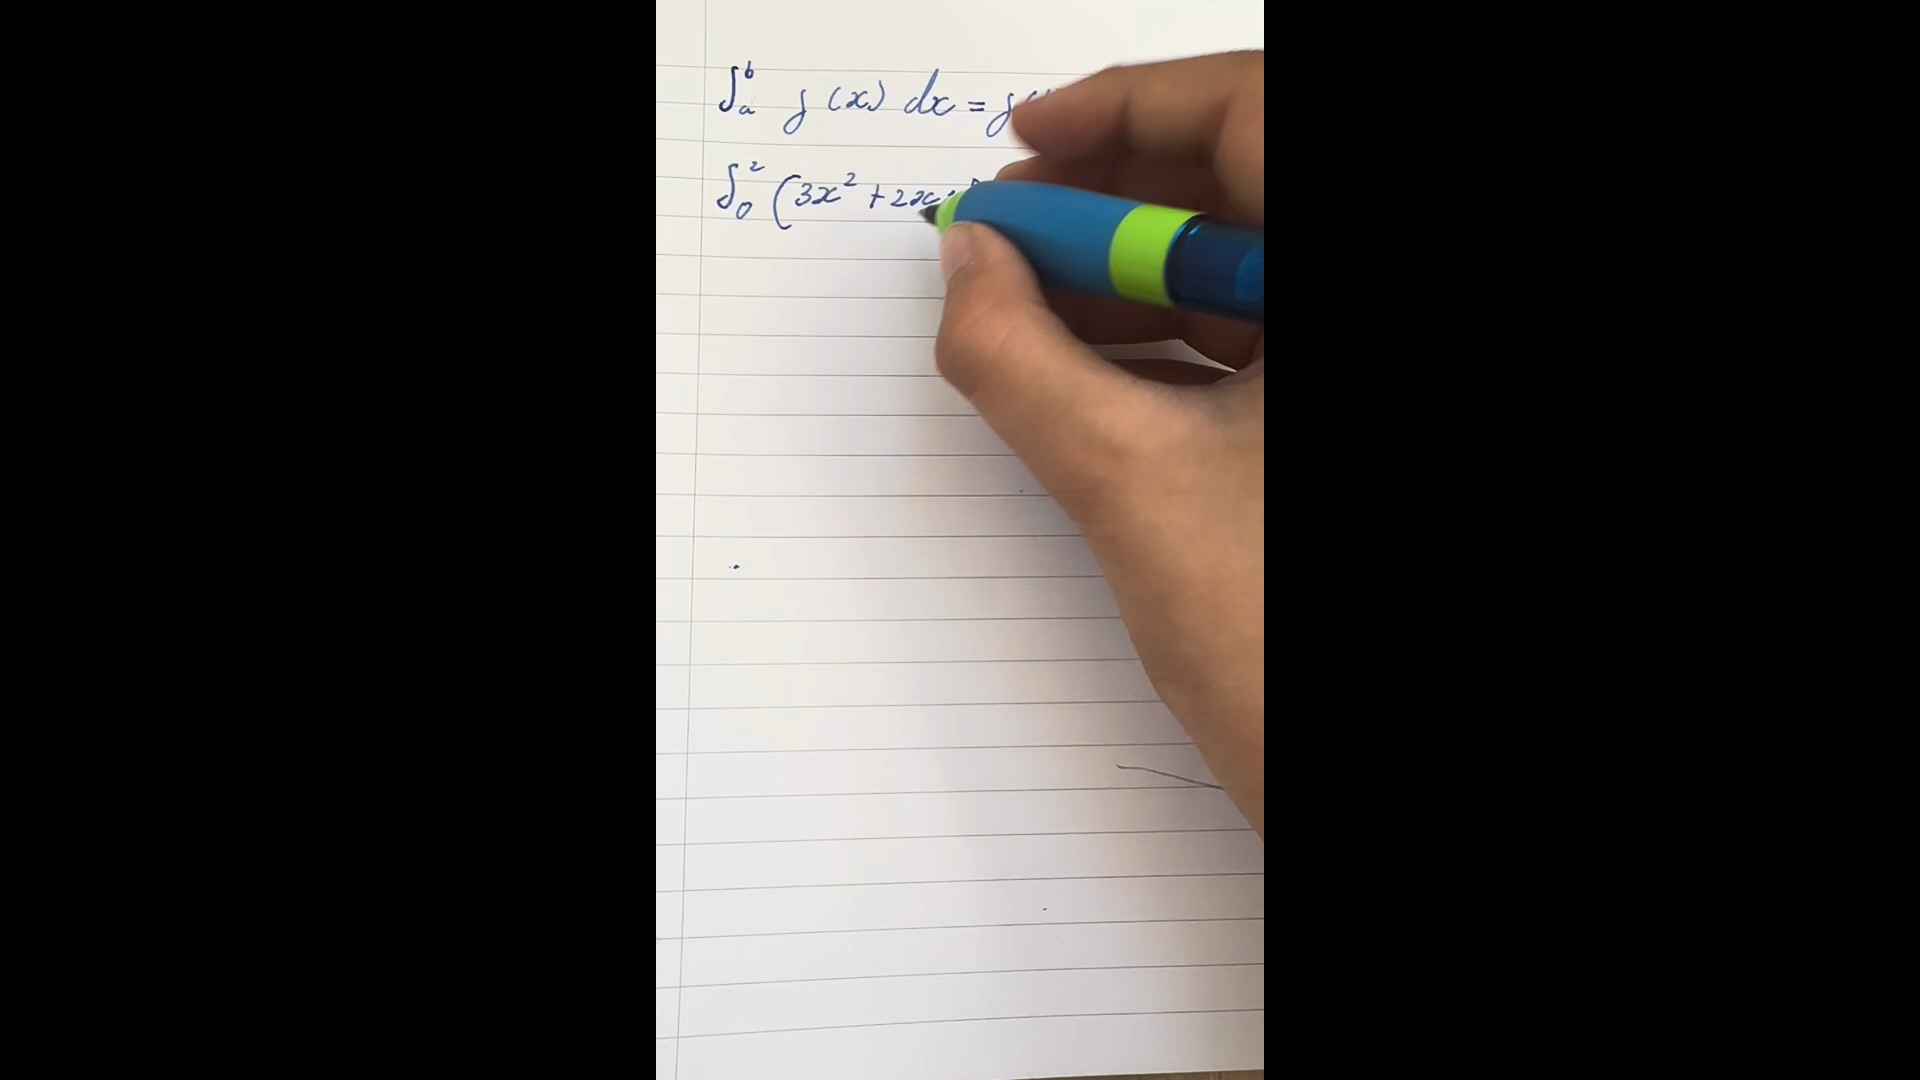 ∫ₐᵇ f(x) dx = f(
∫₀² (3x² + 2x